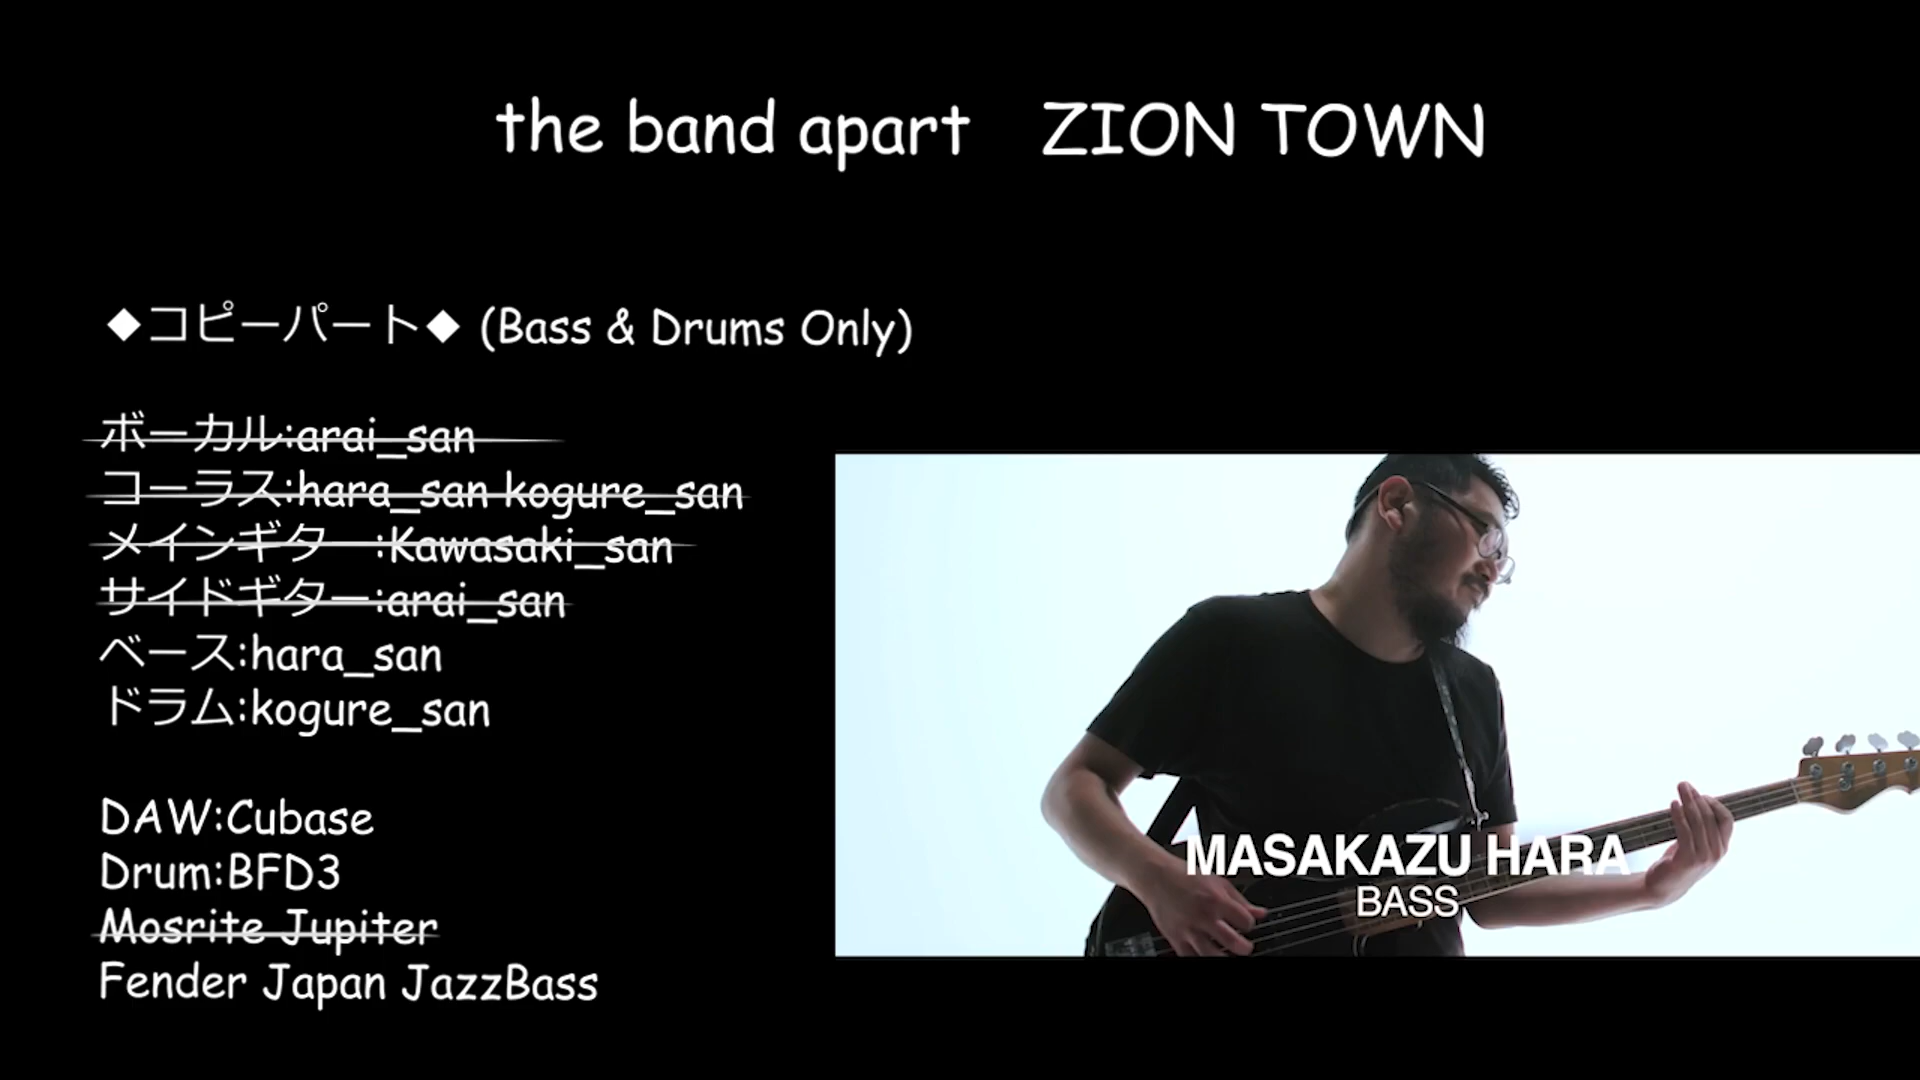 the band apart　ZION TOWN
◆コピーパート◆ (Bass & Drums Only)
ボーカル:arai_san
コーラス:hara_san kogure_san
メインギター:Kawasaki_san
サイドギター:arai_san
ベース:hara_san
ドラム:kogure_san
DAW:Cubase
Drum:BFD3
Mosrite Jupiter
Fender Japan JazzBass
MASAKAZU HARA
BASS